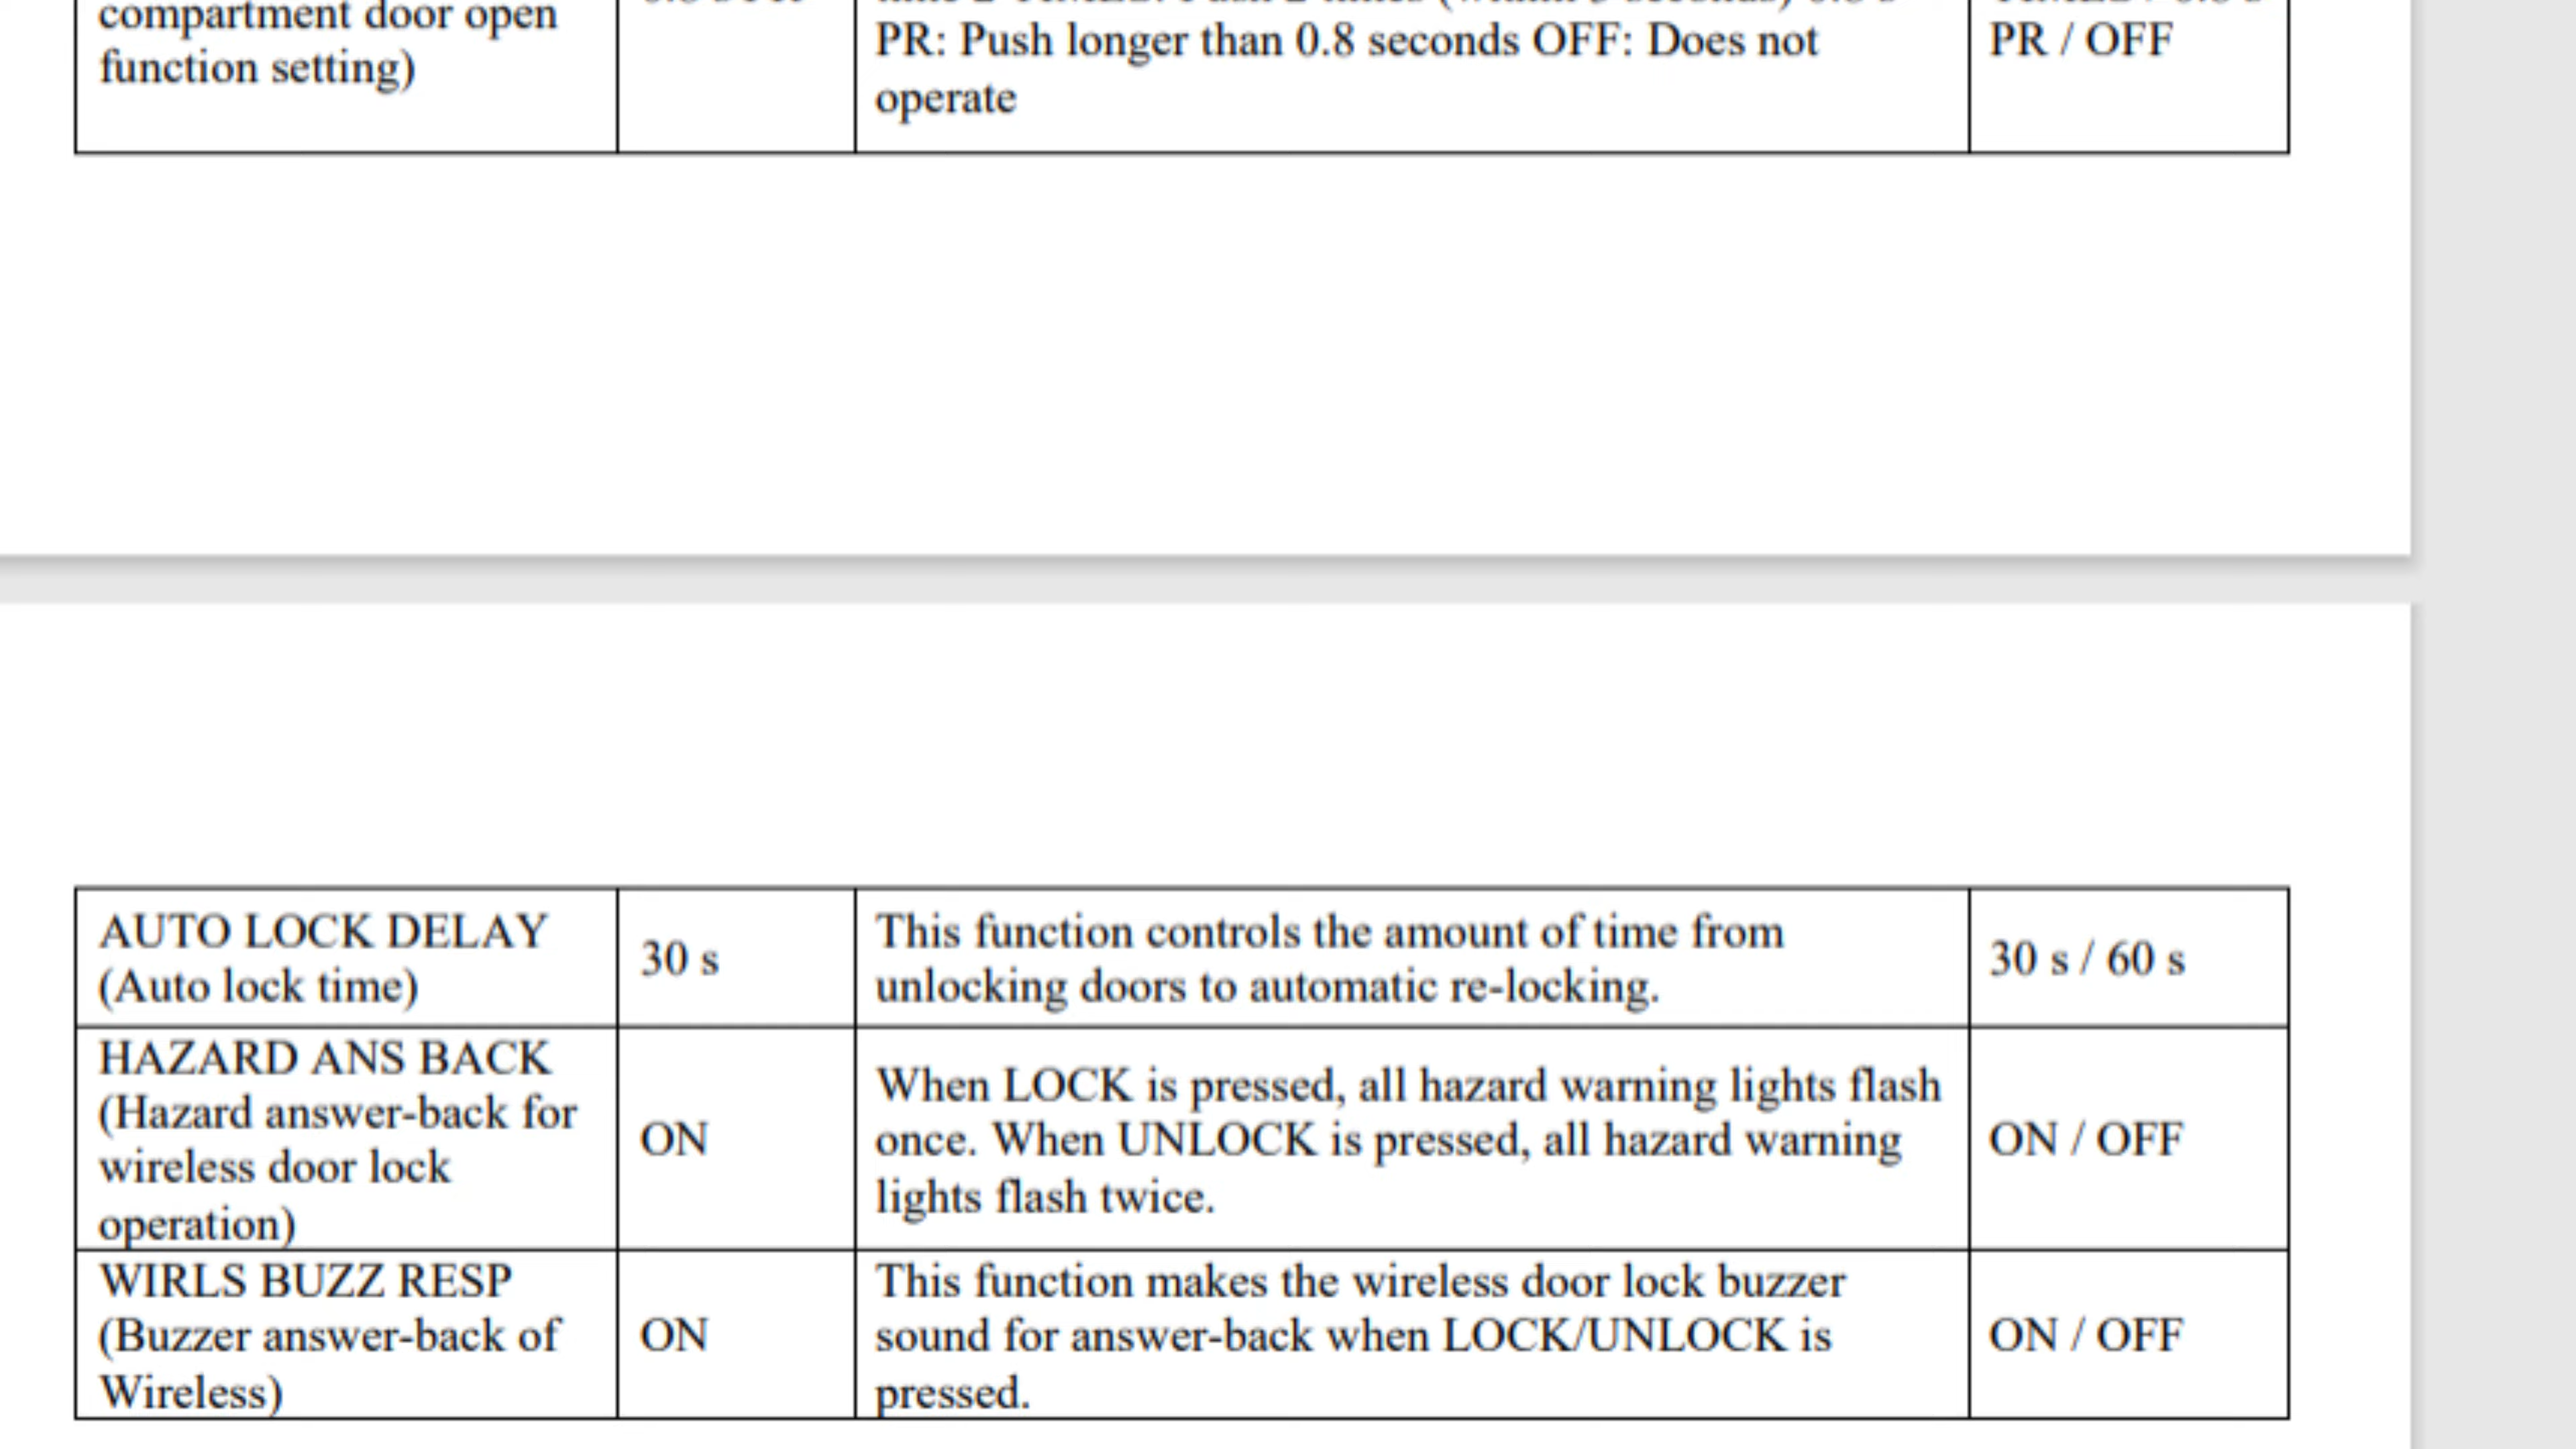 compartment door open
function setting)
PR: Push longer than 0.8 seconds OFF: Does not
operate
PR / OFF
AUTO LOCK DELAY
(Auto lock time)
30 s
This function controls the amount of time from
unlocking doors to automatic re-locking.
30 s / 60 s
HAZARD ANS BACK
(Hazard answer-back for
wireless door lock
operation)
ON
When LOCK is pressed, all hazard warning lights flash
once. When UNLOCK is pressed, all hazard warning
lights flash twice.
ON / OFF
WIRLS BUZZ RESP
(Buzzer answer-back of
Wireless)
ON
This function makes the wireless door lock buzzer
sound for answer-back when LOCK/UNLOCK is
pressed.
ON / OFF